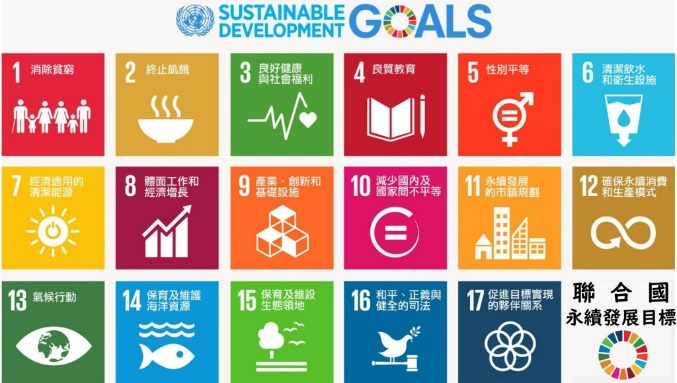 SUSTAINABLE
DEVELOPMENT
GOALS
1
消除貧窮
2
終止飢餓
3
良好健康
與社會福利
4
良質教育
5
性別平等
6
清潔飲水
和衛生設施
7
經濟適用的
清潔能源
8
體面工作和
經濟增長
9
產業、創新和
基礎設施
10
減少國內及
國家間不平等
11
永續發展
的市鎮規劃
12
確保永續消費
和生產模式
13
氣候行動
14
保育及維護
海洋資源
15
保育及維設
生態領地
16
和平、正義與
健全的司法
17
促進目標實現
的夥伴關系
聯合國
永續發展目標